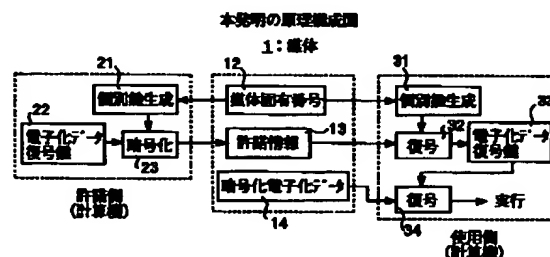 本発明の原理構成図
1:媒体
21
個別鍵生成
22
電子化データ
復号鍵
暗号化
23
許諾側
(計算機)
12
媒体固有番号
13
許諾情報
暗号化電子化データ
14
31
個別鍵生成
復号
32
33
電子化データ
復号鍵
復号
34
実行
使用側
(計算機)